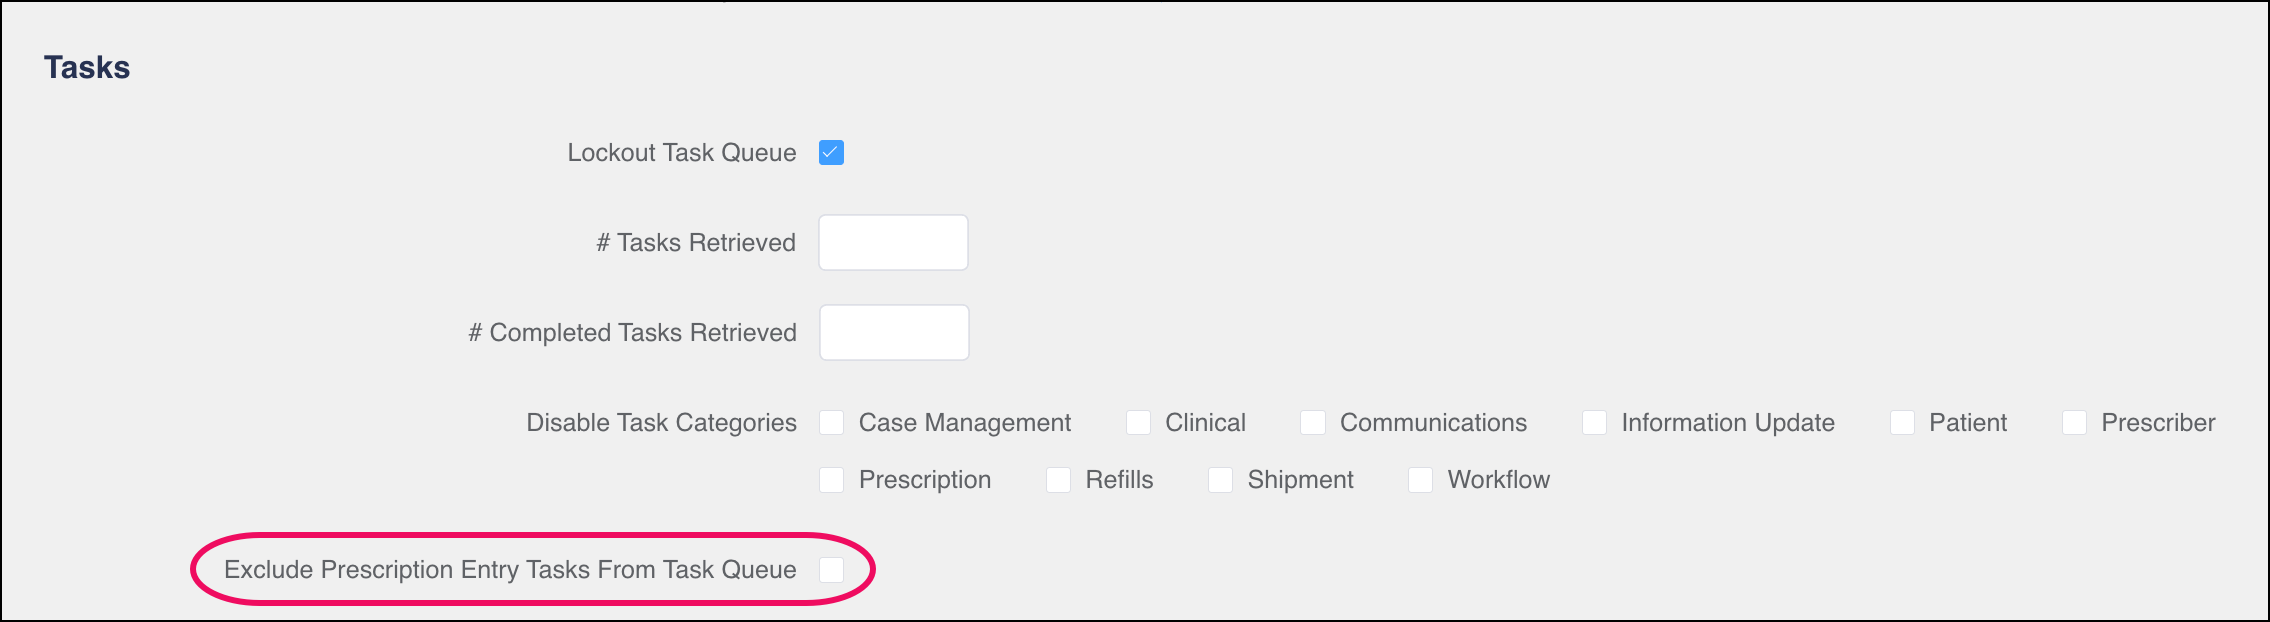 Tasks
Lockout Task Queue
# Tasks Retrieved
# Completed Tasks Retrieved
Disable Task Categories Case Management Clinical Communications Information Update Patient Prescriber
Prescription Refills Shipment Workflow
Exclude Prescription Entry Tasks From Task Queue